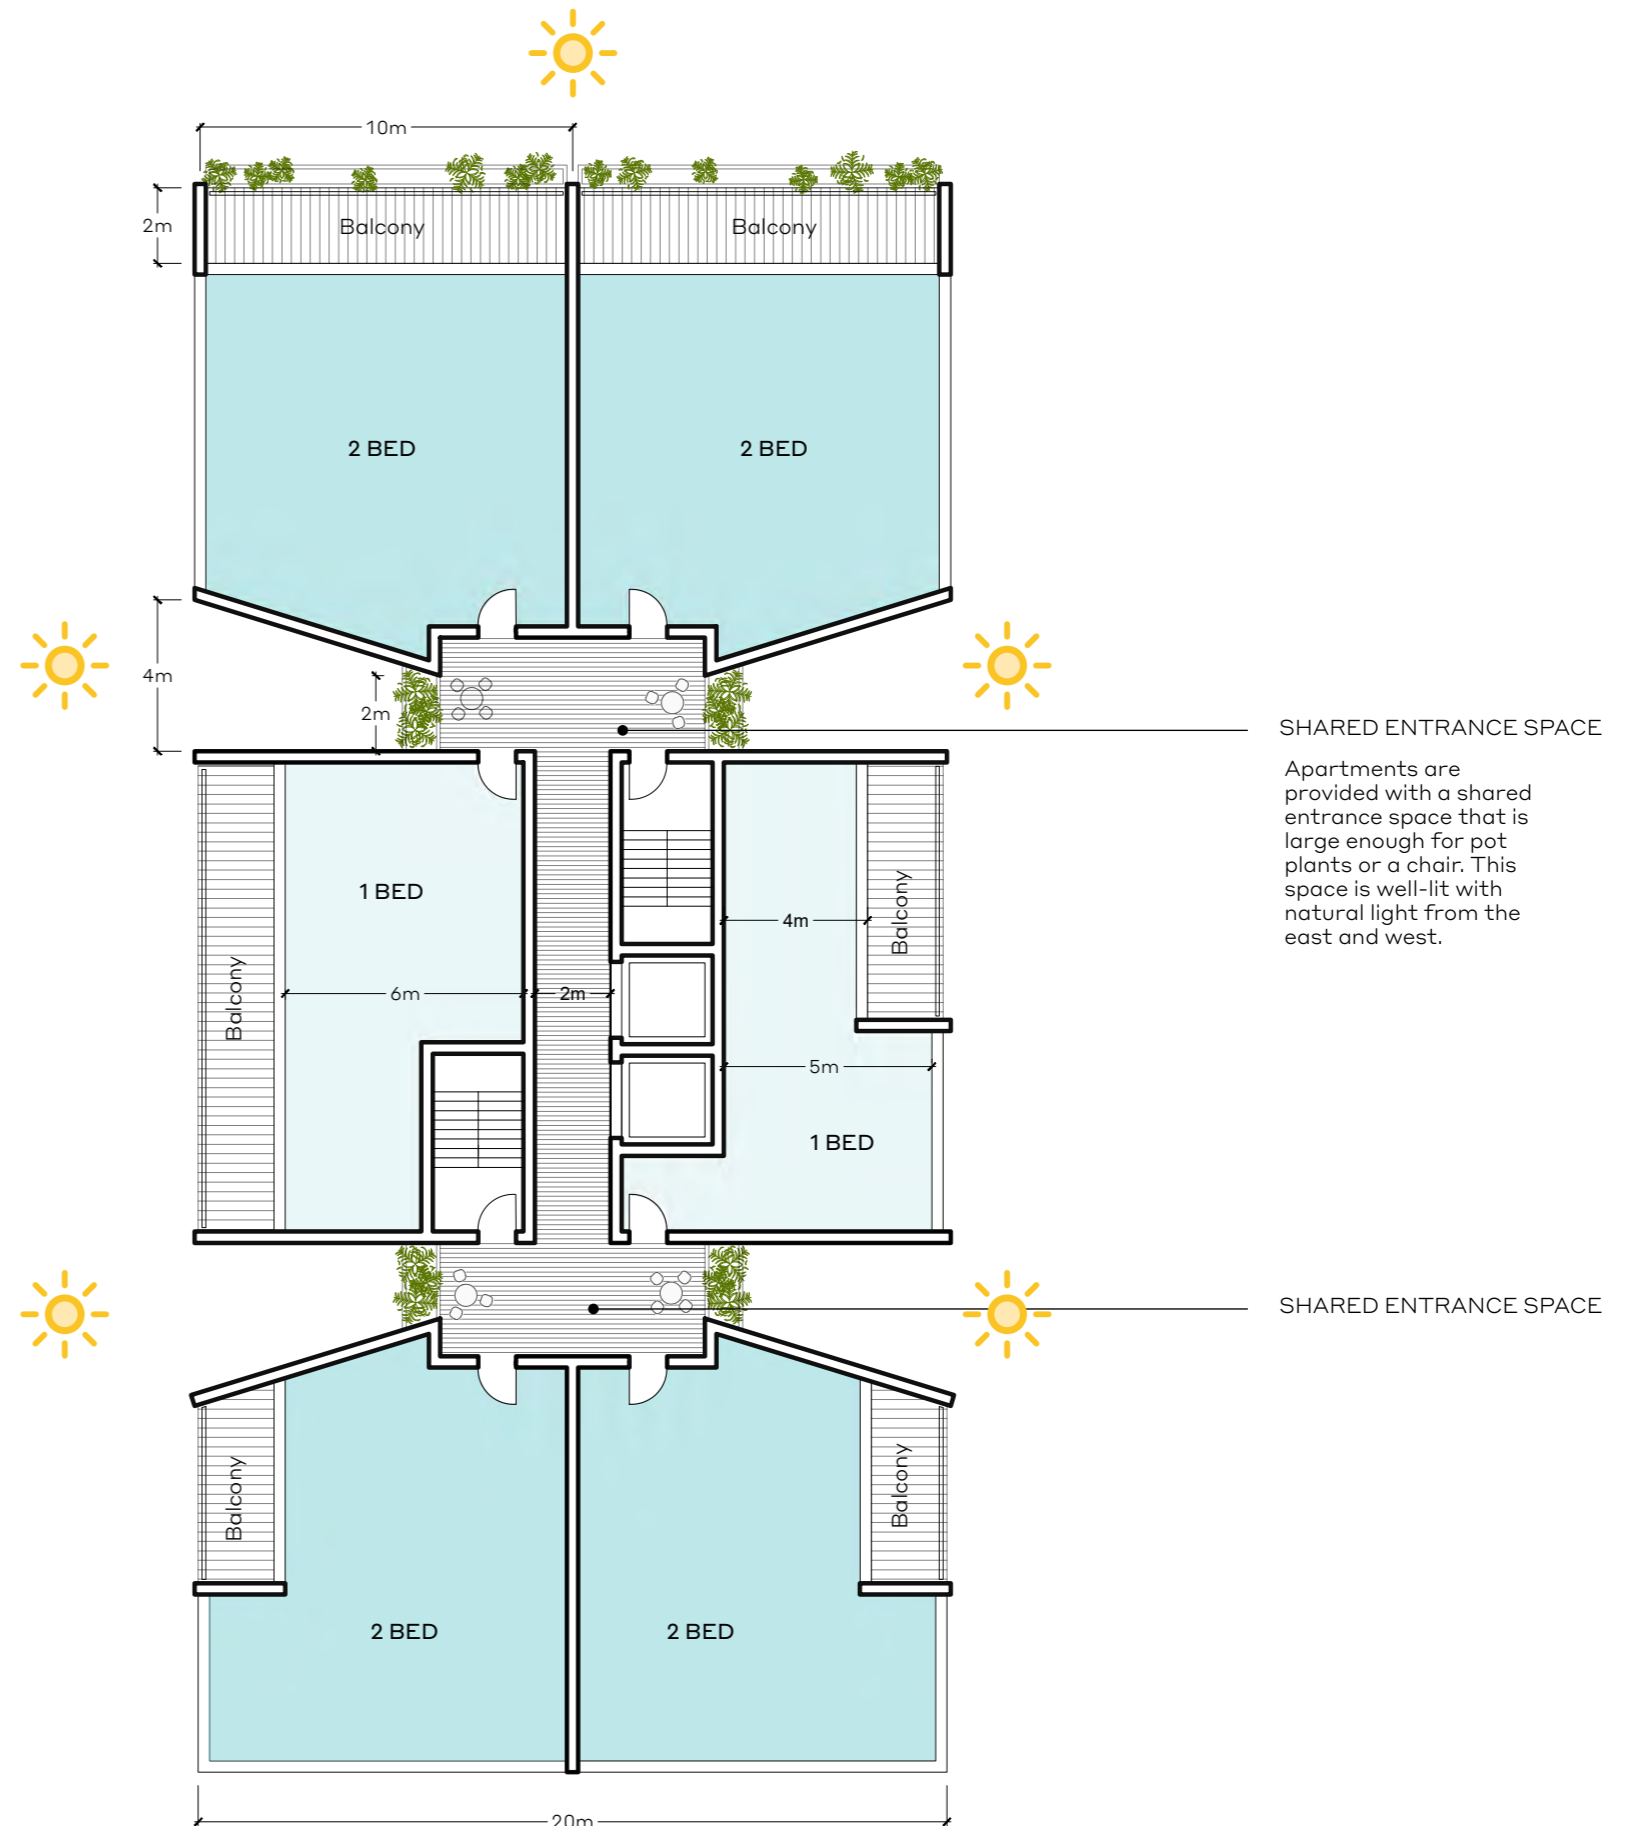 10m
2m
Balcony
Balcony
2 BED
2 BED
4m
2m
SHARED ENTRANCE SPACE
Apartments are
provided with a shared
entrance space that is
large enough for pot
plants or a chair. This
space is well-lit with
natural light from the
east and west.
1 BED
4m
Balcony
Balcony
6m
2m
5m
1 BED
SHARED ENTRANCE SPACE
Balcony
Balcony
2 BED
2 BED
20m